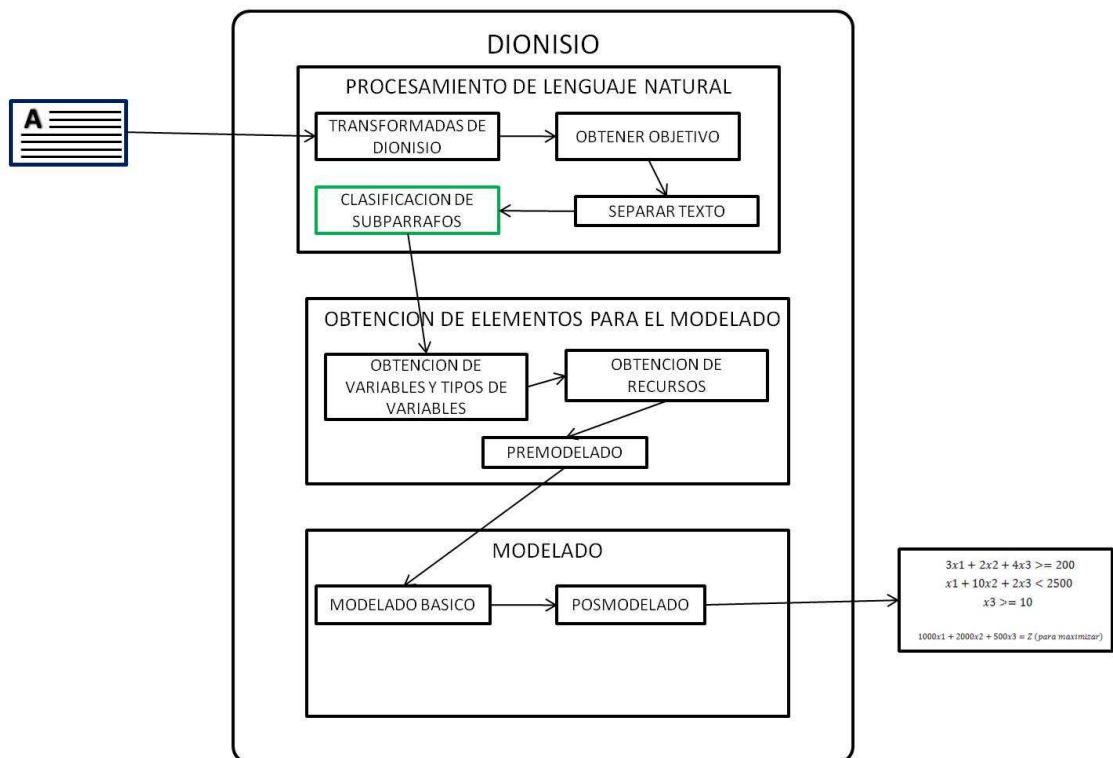 DIONISIO
PROCESAMIENTO DE LENGUAJE NATURAL
A
TRANSFORMADAS DE
DIONISIO
OBTENER OBJETIVO
CLASIFICACION DE
SUBPARRAFOS
SEPARAR TEXTO
OBTENCION DE ELEMENTOS PARA EL MODELADO
OBTENCION DE
VARIABLES Y TIPOS DE
VARIABLES
OBTENCION DE
RECURSOS
PREMODELADO
MODELADO
MODELADO BASICO
POSMODELADO
3x1 + 2x2 + 4x3 >= 200
x1 + 10x2 + 2x3 < 2500
x3 >= 10
1000x1 + 2000x2 + 500x3 = Z (para maximizar)